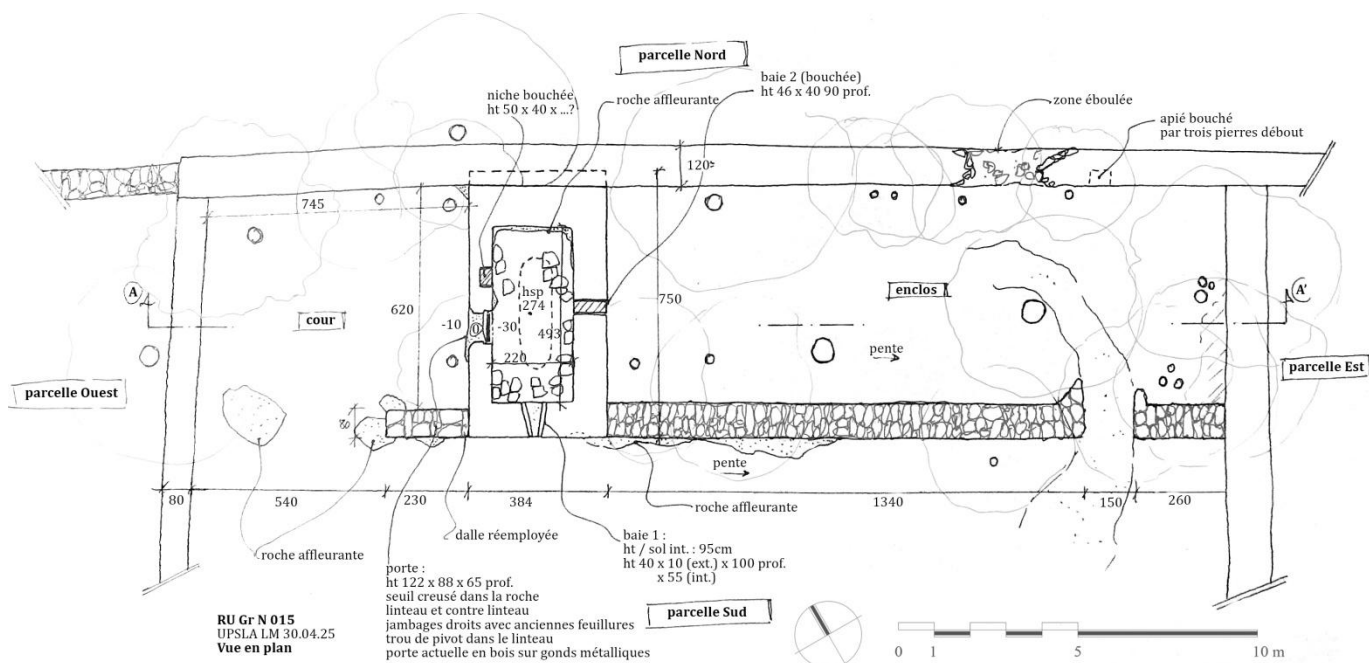 parcelle Nord
niche bouchée
ht 50 x 40 x ...?
roche affleurante
baie 2 (bouchée)
ht 46 x 40 90 prof.
zone éboulée
apié bouché
par trois pierres débout
120
745
A
cour
620
-10
0
-30
hsp
274
493
220
750
enclos
A'
pente
parcelle Ouest
parcelle Est
80
pente
80
540
230
384
1340
150
260
roche affleurante
roche affleurante
dalle réemployée
baie 1 :
ht / sol int. : 95cm
ht 40 x 10 (ext.) x 100 prof.
x 55 (int.)
porte :
ht 122 x 88 x 65 prof.
seuil creusé dans la roche
linteau et contre linteau
jambages droits avec anciennes feuillures
trou de pivot dans le linteau
porte actuelle en bois sur gonds métalliques
parcelle Sud
RU Gr N 015
UPSLA LM 30.04.25
Vue en plan
0 1 5 10 m